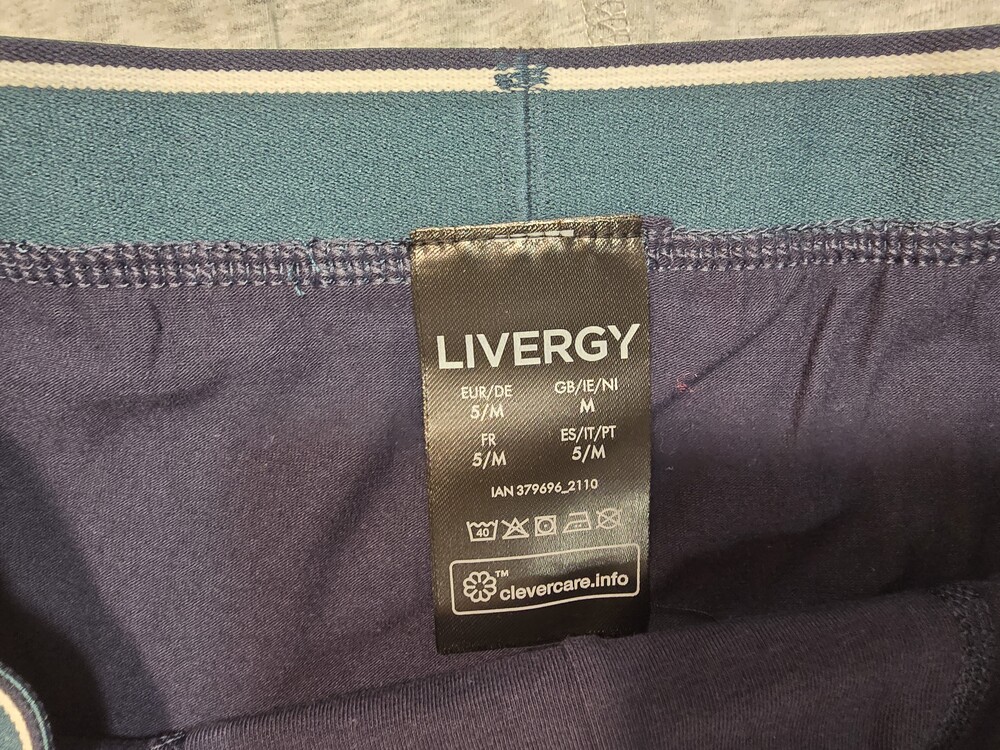 LIVERGY
EUR/DE GB/IE/NI
5/M M
FR ES/IT/PT
5/M 5/M
IAN 379696_2110
40
™ clevercare.info